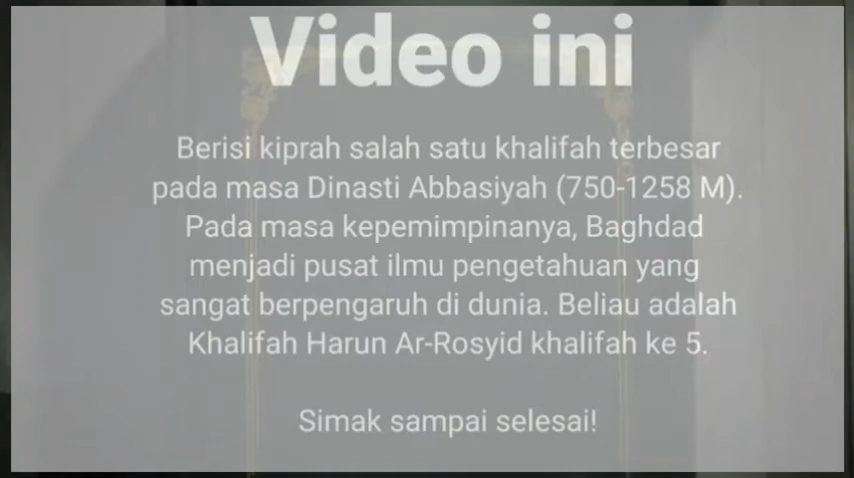 Video ini
Berisi kiprah salah satu khalifah terbesar
pada masa Dinasti Abbasiyah (750-1258 M).
Pada masa kepemimpinanya, Baghdad
menjadi pusat ilmu pengetahuan yang
sangat berpengaruh di dunia. Beliau adalah
Khalifah Harun Ar-Rosyid khalifah ke 5.
Simak sampai selesai!